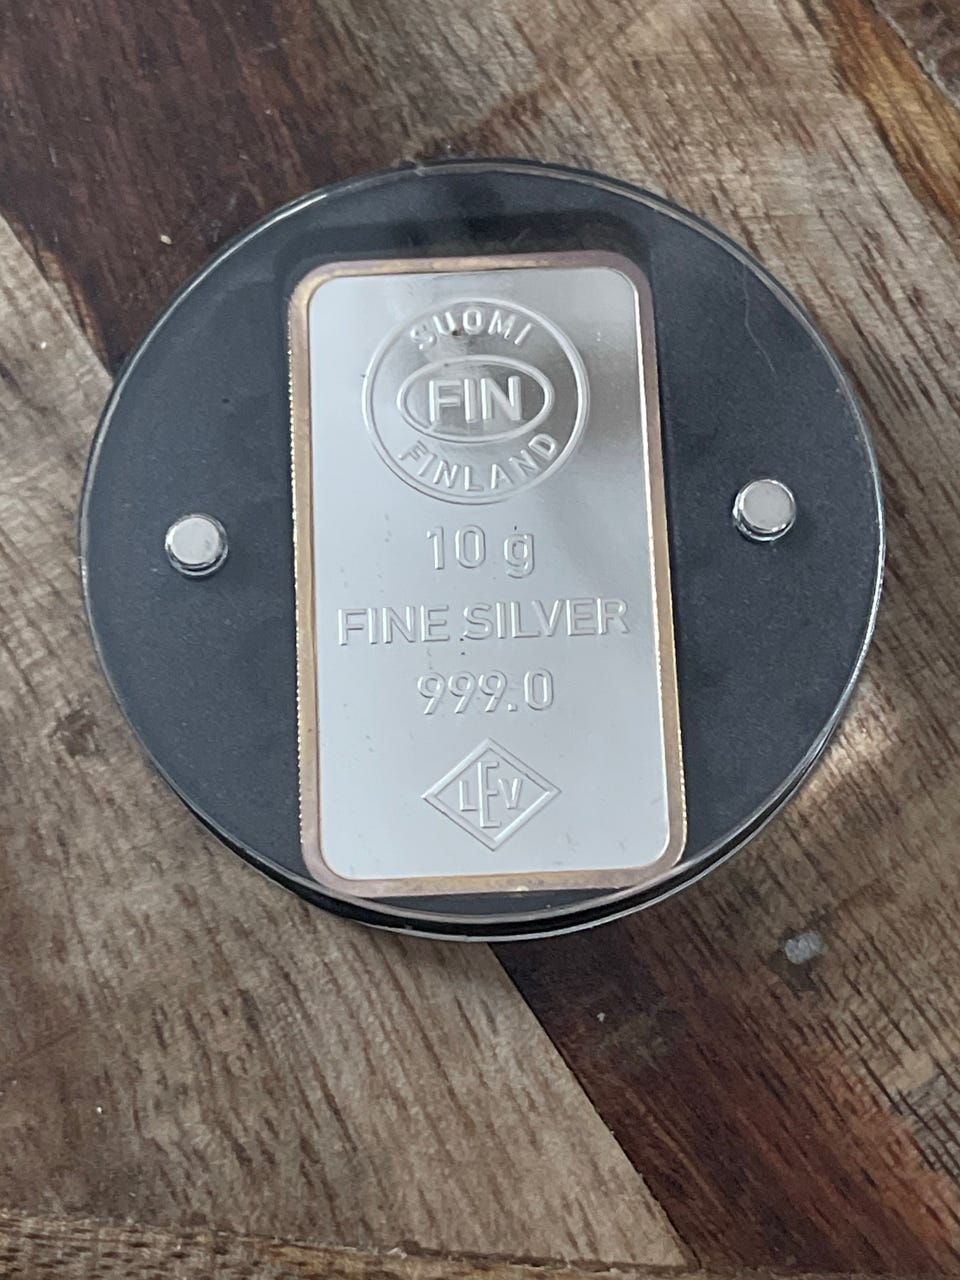 SUOMI
FIN
FINLAND
10 g
FINE SILVER
999.0
LEV